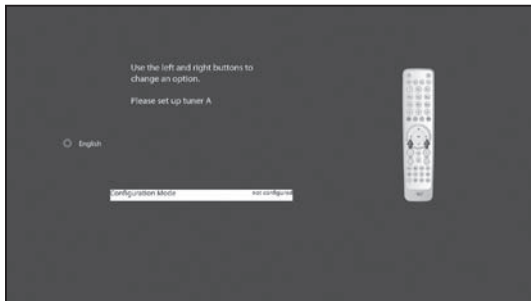 Use the left and right buttons to
change an option.
Please set up tuner A
English
Configuration Mode not configured